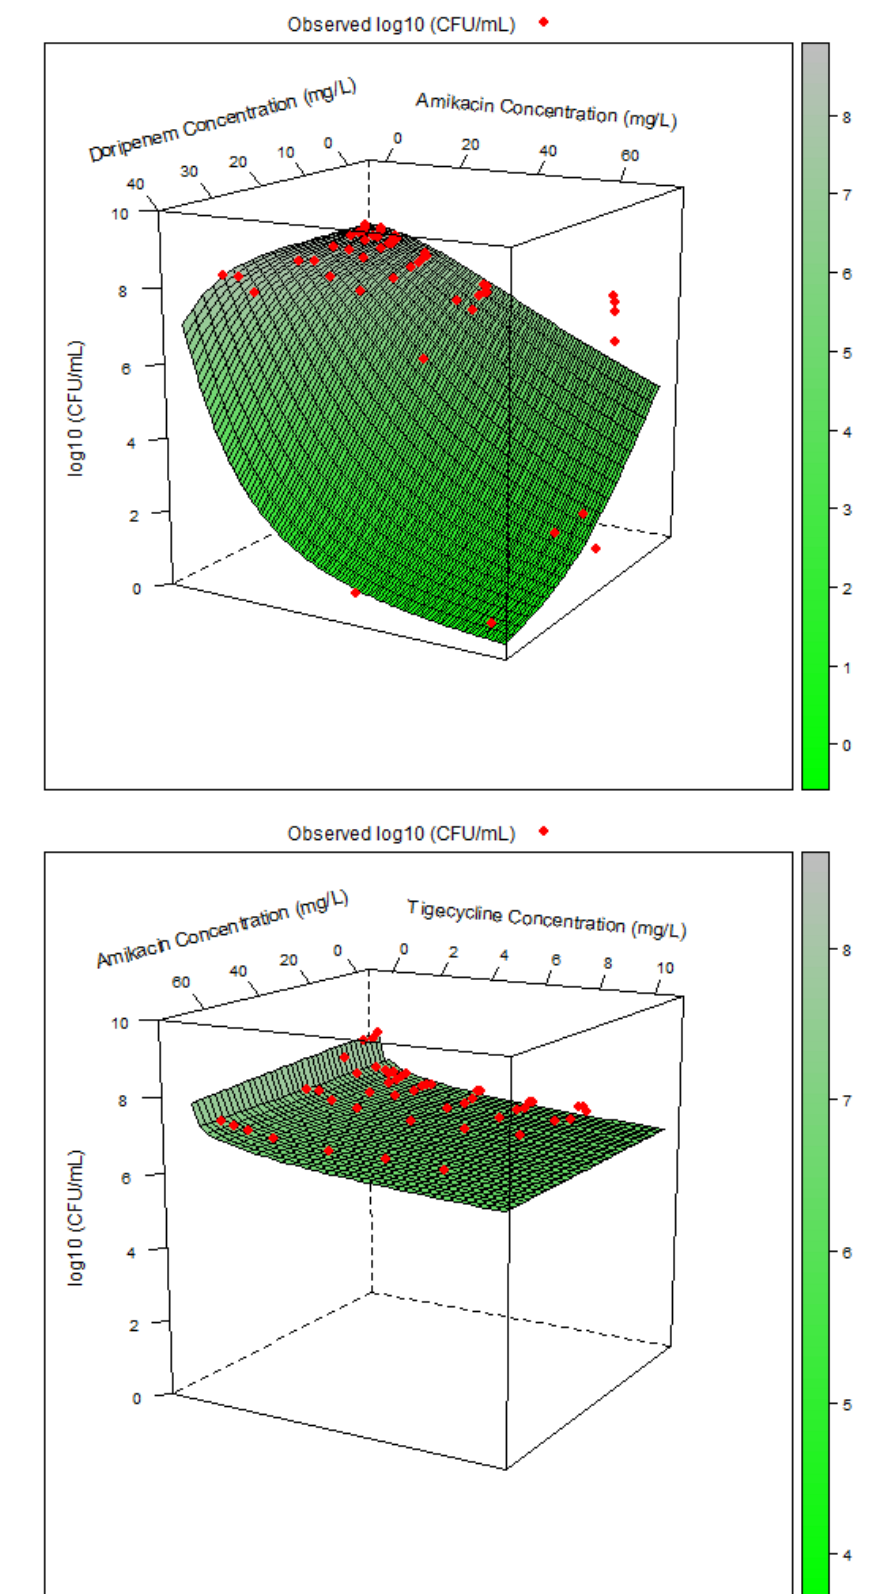 Observed log10 (CFU/mL)
Doripenem Concentration (mg/L)
Amikacin Concentration (mg/L)
40 30 20 10 0
0 20 40 60
10
8
6
4
2
0
log10 (CFU/mL)
8
7
6
5
4
3
2
1
0
Observed log10 (CFU/mL)
Amikacin Concentration (mg/L)
Tigecycline Concentration (mg/L)
60 40 20 0
0 2 4 6 8 10
10
8
6
4
2
0
log10 (CFU/mL)
8
7
6
5
4